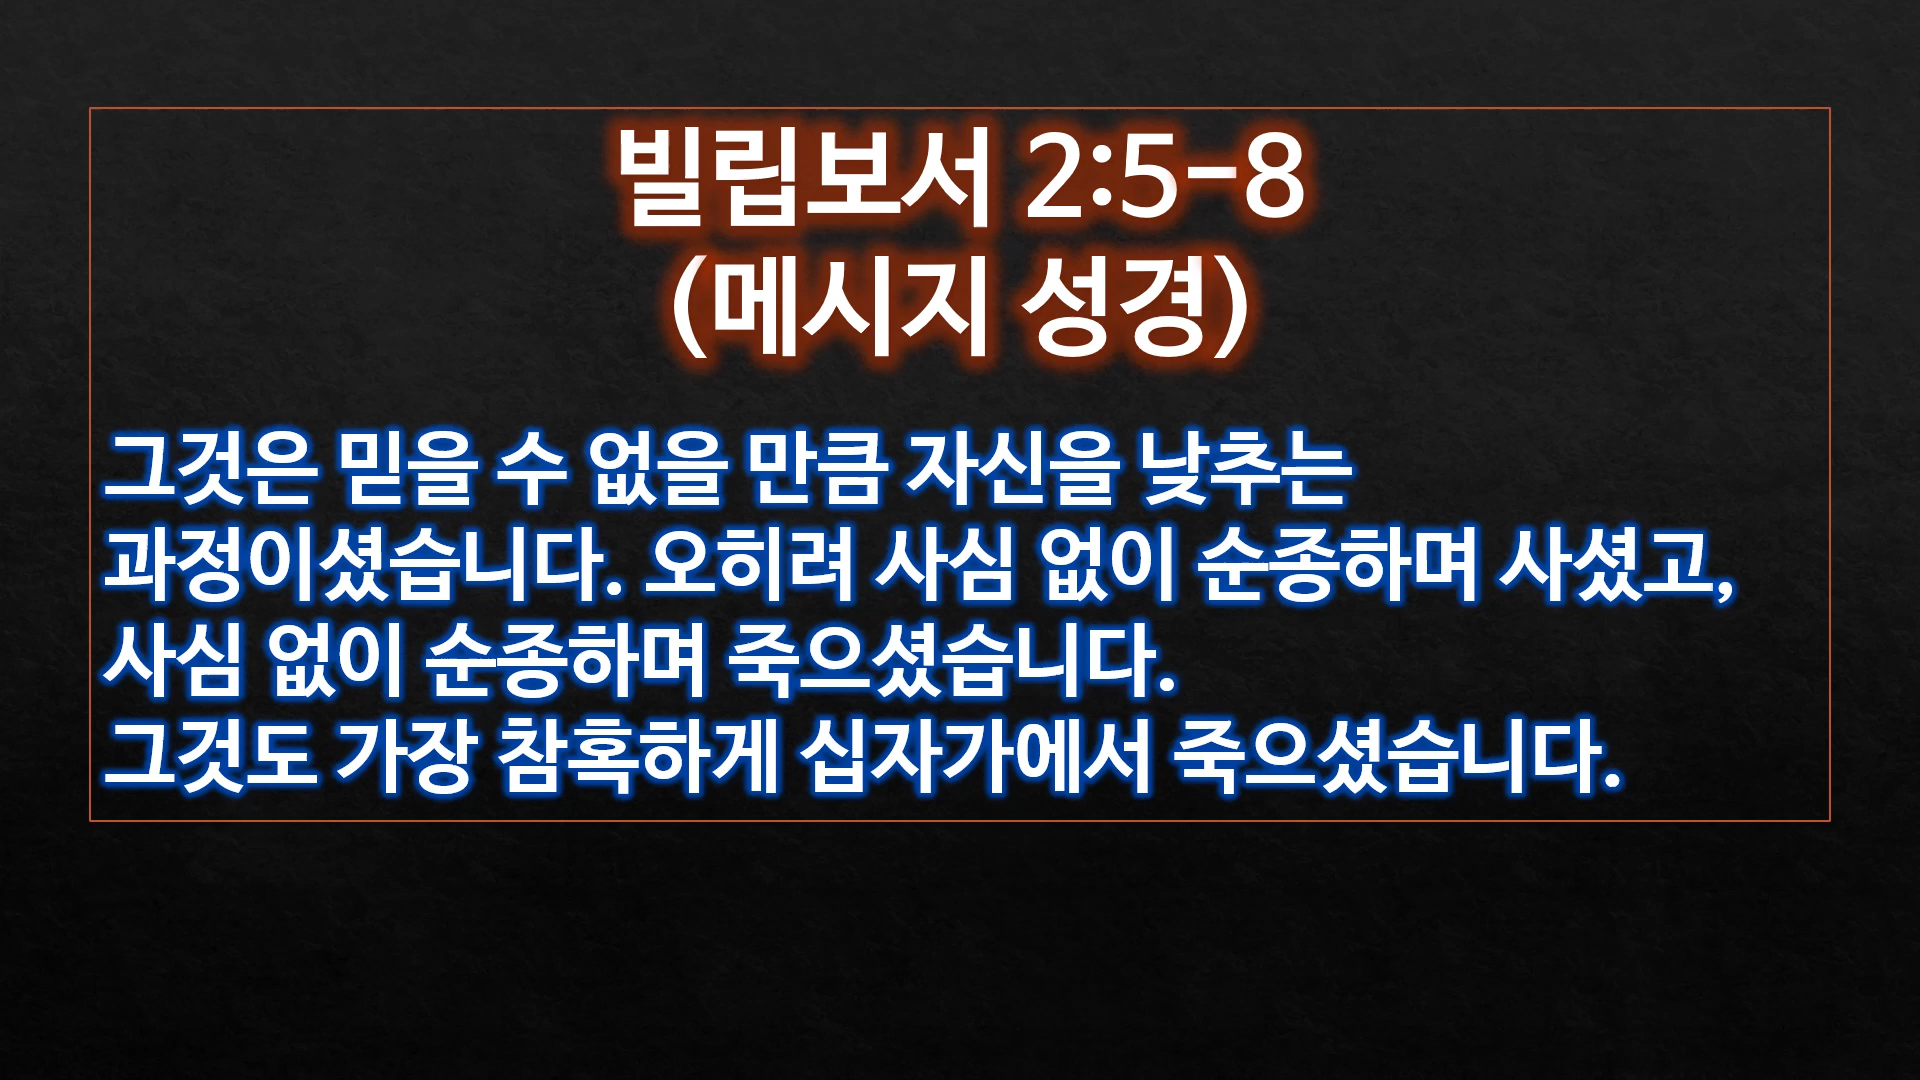 빌립보서 2:5-8
(메시지 성경)
그것은 믿을 수 없을 만큼 자신을 낮추는
과정이셨습니다. 오히려 사심 없이 순종하며 사셨고,
사심 없이 순종하며 죽으셨습니다.
그것도 가장 참혹하게 십자가에서 죽으셨습니다.